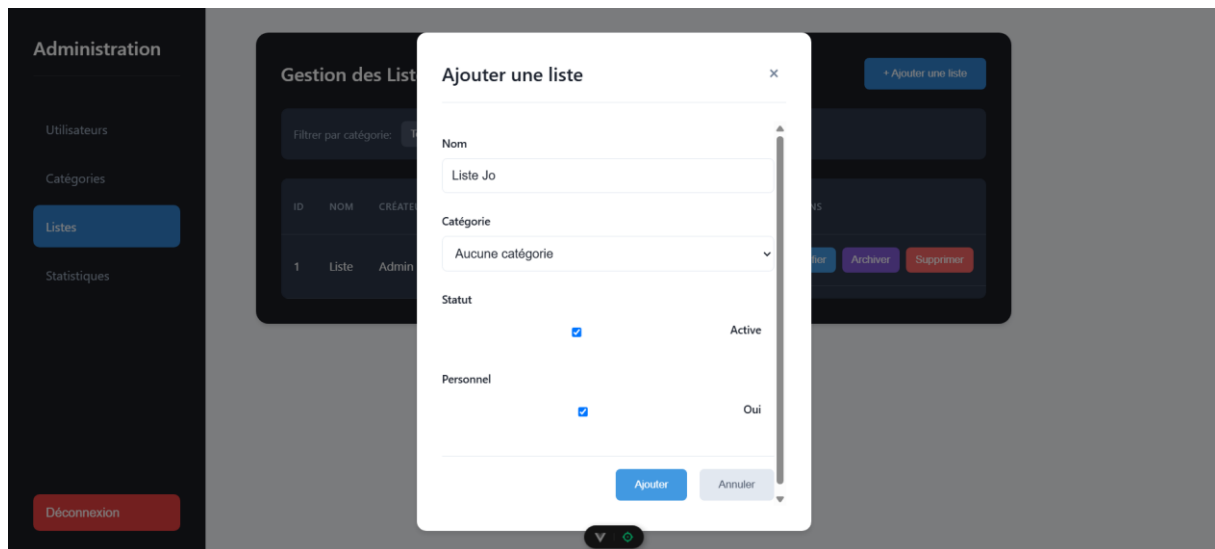 Administration
Utilisateurs
Catégories
Listes
Statistiques
Déconnexion
Gestion des List
+ Ajouter une liste
Filtrer par catégorie:
ID NOM
1 Liste Admin
Archiver Supprimer
Ajouter une liste ×
Nom
Liste Jo
Catégorie
Aucune catégorie
Statut
Active
Personnel
Oui
Ajouter Annuler